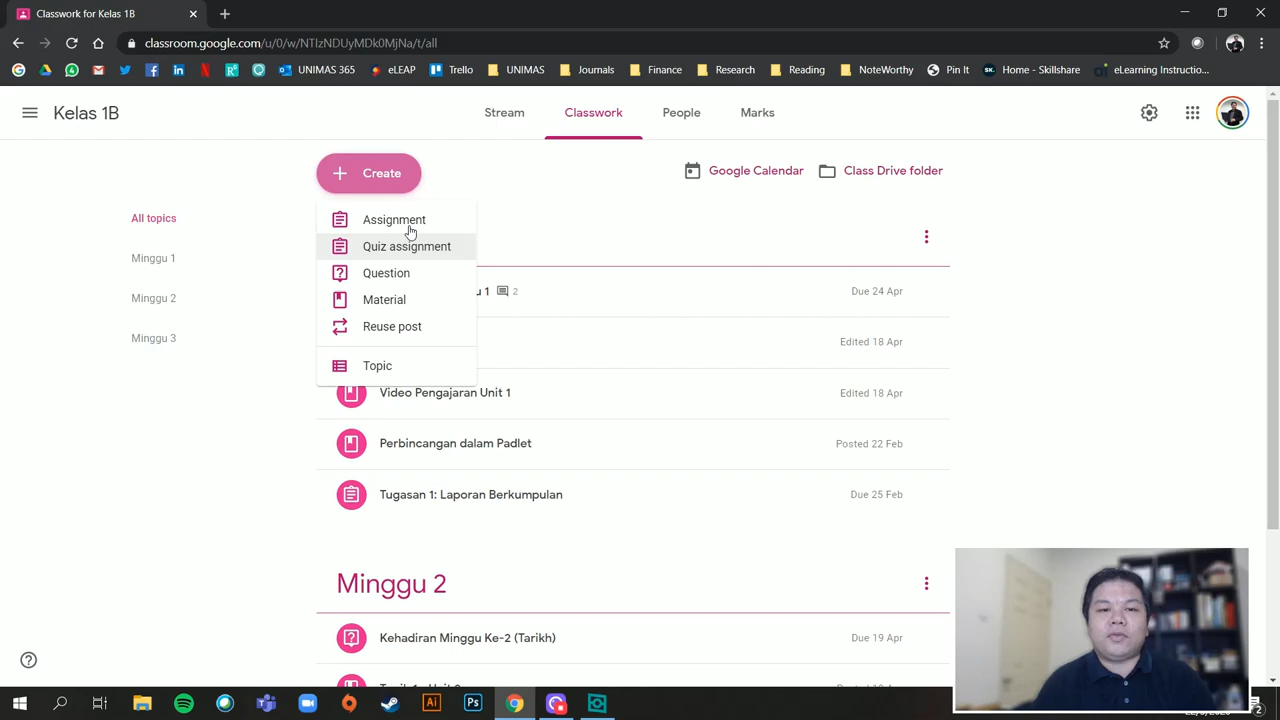 Classwork for Kelas 1B
classroom.google.com/u/0/w/NTIzNDUyMDk0MjNa/t/all
UNIMAS 365
eLEAP
Trello
UNIMAS
Journals
Finance
Research
Reading
NoteWorthy
Pin It
Home - Skillshare
eLearning Instructio...
Kelas 1B
Stream
Classwork
People
Marks
Create
Google Calendar
Class Drive folder
All topics
Minggu 1
Minggu 2
Minggu 3
Assignment
Quiz assignment
Question
Material
Reuse post
Topic
u 1
2
Due 24 Apr
Edited 18 Apr
Video Pengajaran Unit 1
Edited 18 Apr
Perbincangan dalam Padlet
Posted 22 Feb
Tugasan 1: Laporan Berkumpulan
Due 25 Feb
Minggu 2
Kehadiran Minggu Ke-2 (Tarikh)
Due 19 Apr